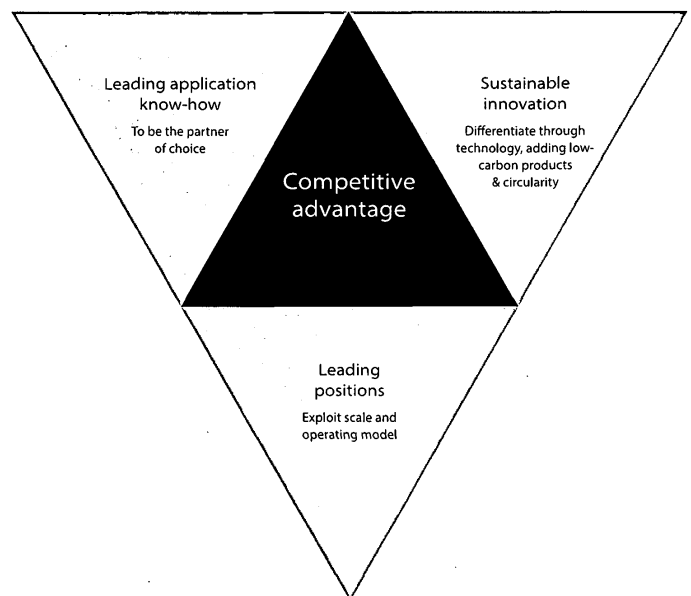 Leading application
know-how
To be the partner
of choice
Sustainable
innovation
Differentiate through
technology, adding low-
carbon products
& circularity
Competitive
advantage
Leading
positions
Exploit scale and
operating model